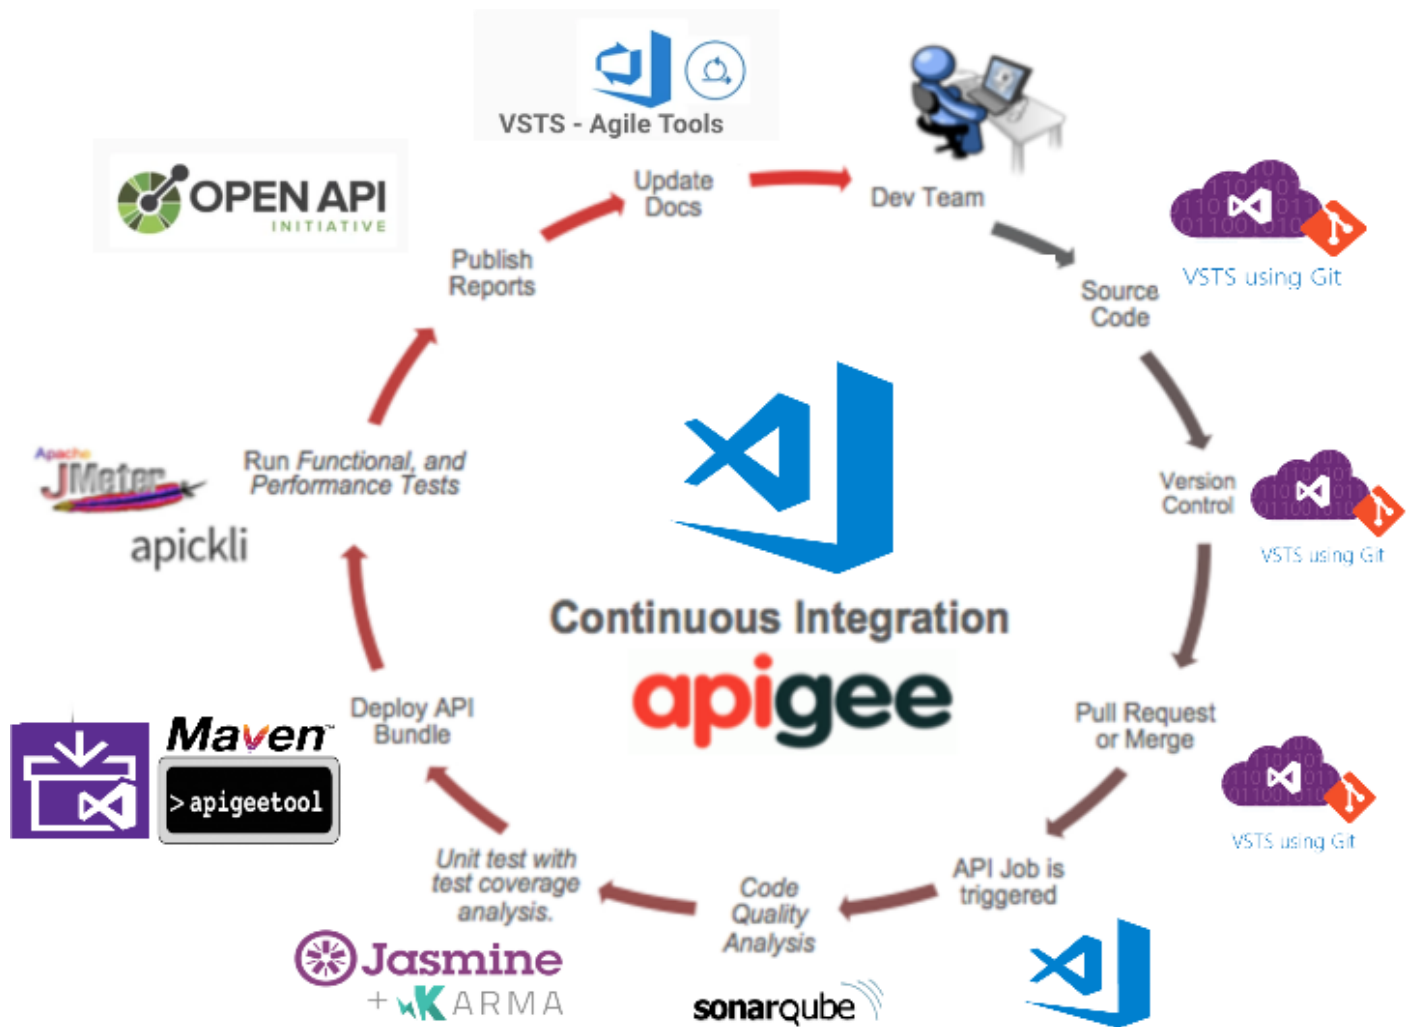 VSTS - Agile Tools
Update
Docs
Dev Team
VSTS using Git
Source
Code
Version
Control
VSTS using Git
Pull Request
or Merge
VSTS using Git
API Job is
triggered
Code
Quality
Analysis
sonarqube
Unit test with
test coverage
analysis.
Jasmine
+ KARMA
Deploy API
Bundle
Maven™
> apigeetool
Run Functional, and
Performance Tests
Apache
JMeter
apickli
Publish
Reports
OPEN API
INITIATIVE
Continuous Integration
apigee